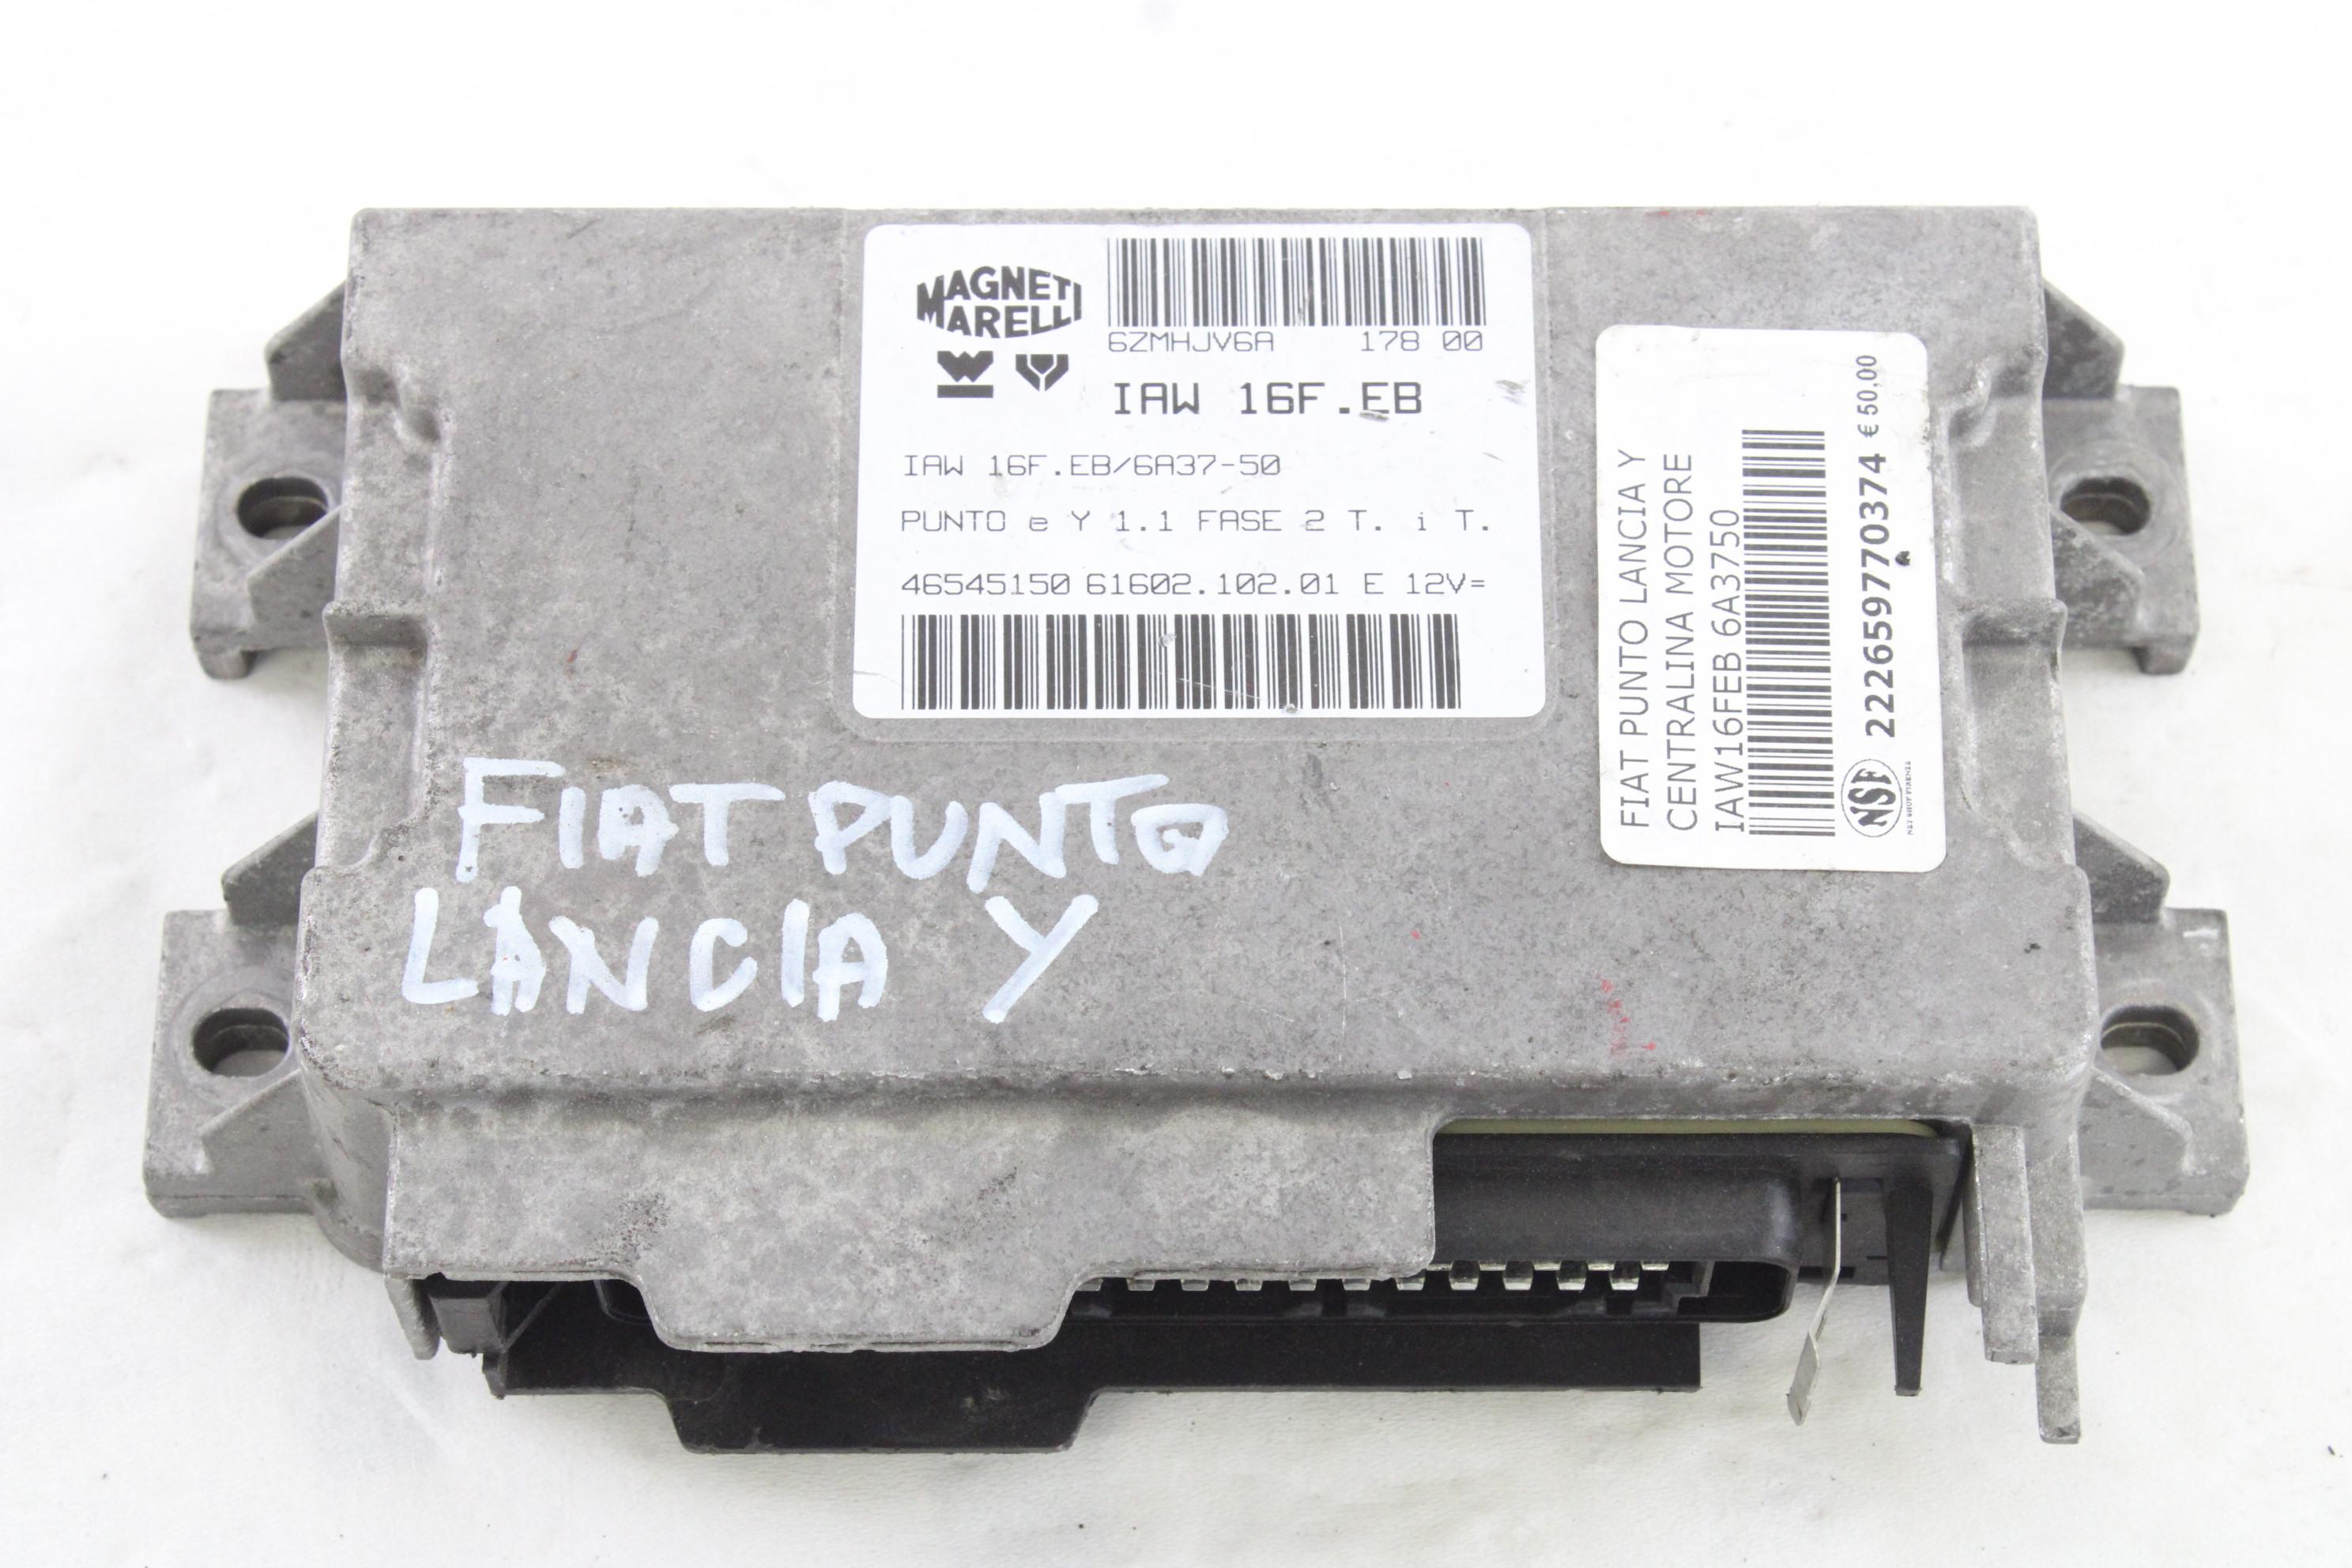 MAGNETI
MARELLI
6ZMHJV6A 178 00
IAW 16F.EB
IAW 16F.EB/6A37-50
PUNTO e Y 1.1 FASE 2 T. i T.
46545150 61602.102.01 E 12V=
FIAT PUNTO LANCIA Y
CENTRALINA MOTORE
IAW16FEB 6A3750
222659770374 € 50,00
NSF
FIAT PUNTO
LANCIA Y